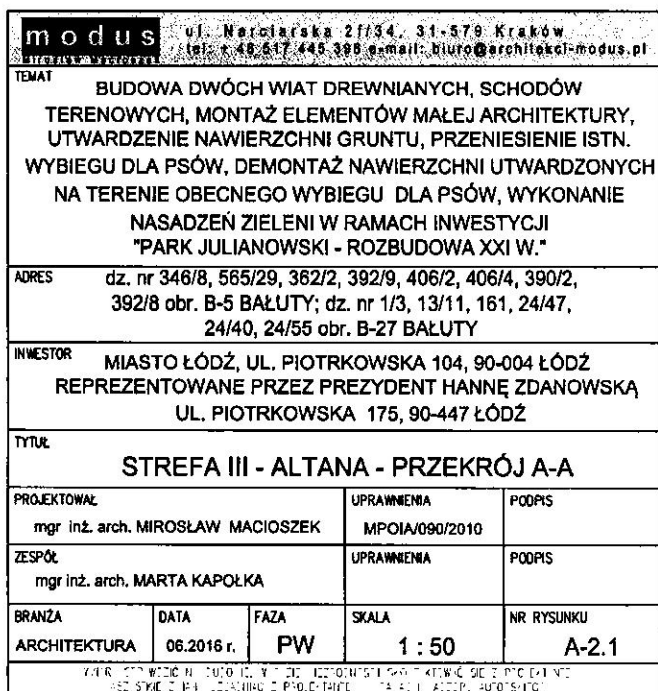 modus
ul. Narciarska 2f/34, 31-579 Kraków
tel: + 48 517 445 396 e-mail: biuro@architekci-modus.pl
TEMAT
BUDOWA DWÓCH WIAT DREWNIANYCH, SCHODÓW
TERENOWYCH, MONTAŻ ELEMENTÓW MAŁEJ ARCHITEKTURY,
UTWARDZENIE NAWIERZCHNI GRUNTU, PRZENIESIENIE ISTN.
WYBIEGU DLA PSÓW, DEMONTAŻ NAWIERZCHNI UTWARDZONYCH
NA TERENIE OBECNEGO WYBIEGU DLA PSÓW, WYKONANIE
NASADZEŃ ZIELENI W RAMACH INWESTYCJI
"PARK JULIANOWSKI - ROZBUDOWA XXI W."
ADRES
dz. nr 346/8, 565/29, 362/2, 392/9, 406/2, 406/4, 390/2,
392/8 obr. B-5 BAŁUTY; dz. nr 1/3, 13/11, 161, 24/47,
24/40, 24/55 obr. B-27 BAŁUTY
INWESTOR
MIASTO ŁÓDŹ, UL. PIOTRKOWSKA 104, 90-004 ŁÓDŹ
REPREZENTOWANE PRZEZ PREZYDENT HANNĘ ZDANOWSKĄ
UL. PIOTRKOWSKA 175, 90-447 ŁÓDŹ
TYTUŁ
STREFA III - ALTANA - PRZEKRÓJ A-A
PROJEKTOWAŁ UPRAWNIENIA PODPIS
mgr inż. arch. MIROSŁAW MACIOSZEK MPOIA/090/2010
ZESPÓŁ UPRAWNIENIA PODPIS
mgr inż. arch. MARTA KAPOŁKA
BRANŻA DATA FAZA SKALA NR RYSUNKU
ARCHITEKTURA 06.2016 r. PW 1 : 50 A-2.1